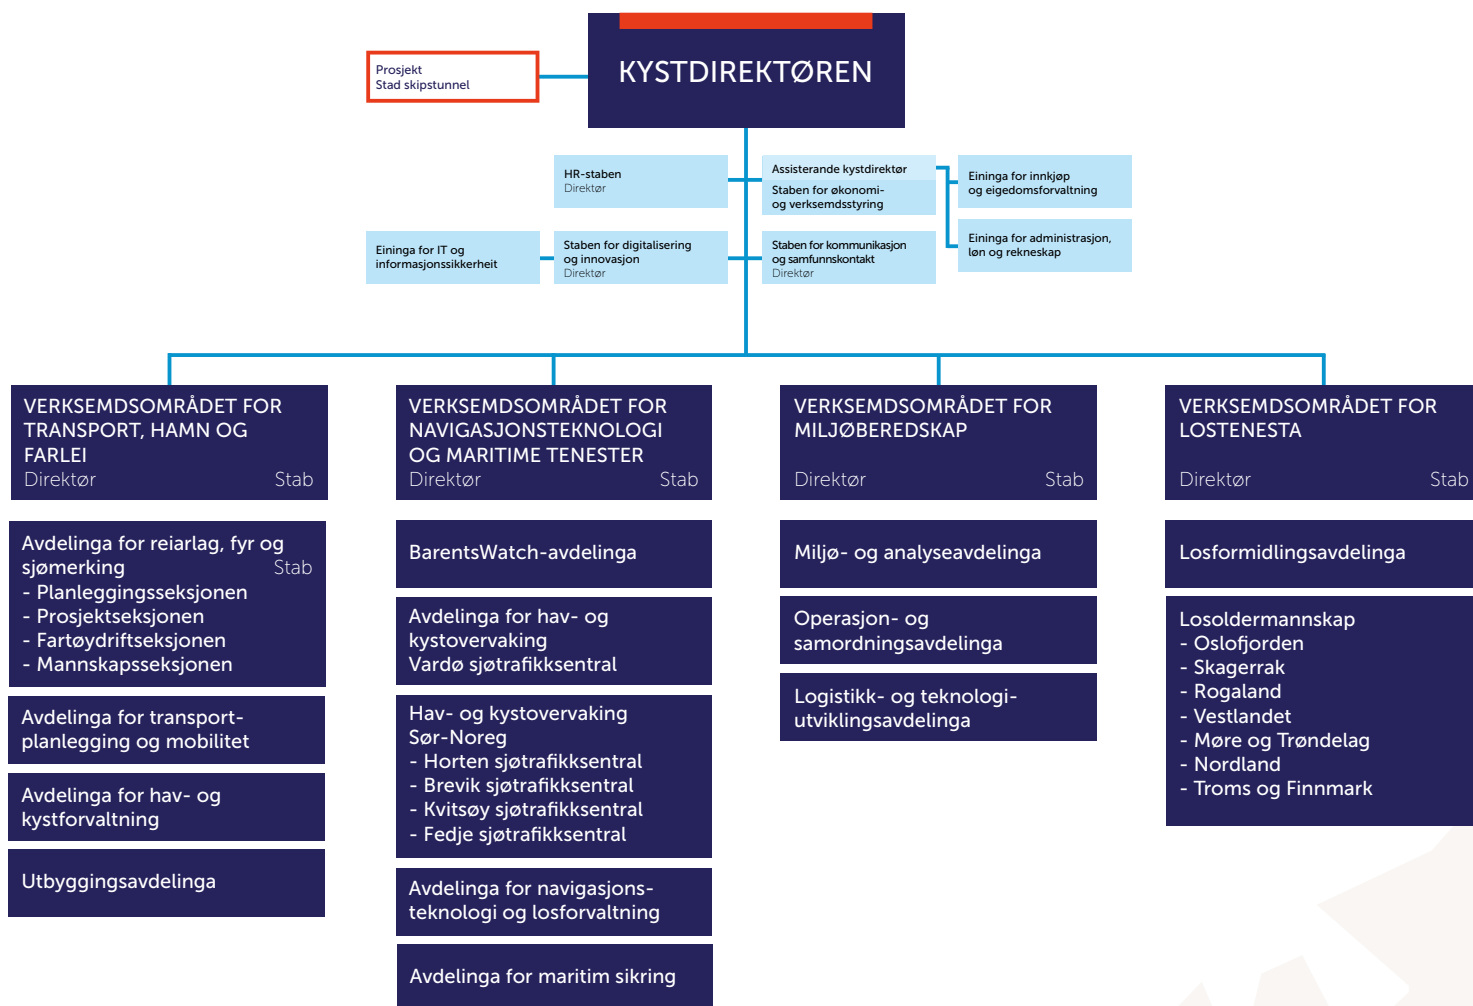 KYSTDIREKTØREN
Prosjekt
Stad skipstunnel
HR-staben
Direktør
Assisterande kystdirektør
Staben for økonomi-
og verksemdsstyring
Eininga for innkjøp
og eigedomsforvaltning
Eininga for administrasjon,
løn og rekneskap
Eininga for IT og
informasjonssikkerheit
Staben for digitalisering
og innovasjon
Direktør
Staben for kommunikasjon
og samfunnskontakt
Direktør
VERKSEMDSOMRÅDET FOR
TRANSPORT, HAMN OG
FARLEI
Direktør Stab
Avdelinga for reiarlag, fyr og
sjømerking Stab
- Planleggingsseksjonen
- Prosjektseksjonen
- Fartøydriftseksjonen
- Mannskapsseksjonen
Avdelinga for transport-
planlegging og mobilitet
Avdelinga for hav- og
kystforvaltning
Utbyggingsavdelinga
VERKSEMDSOMRÅDET FOR
NAVIGASJONSTEKNOLOGI
OG MARITIME TENESTER
Direktør Stab
BarentsWatch-avdelinga
Avdelinga for hav- og
kystovervaking
Vardø sjøtrafikksentral
Hav- og kystovervaking
Sør-Noreg
- Horten sjøtrafikksentral
- Brevik sjøtrafikksentral
- Kvitsøy sjøtrafikksentral
- Fedje sjøtrafikksentral
Avdelinga for navigasjons-
teknologi og losforvaltning
Avdelinga for maritim sikring
VERKSEMDSOMRÅDET FOR
MILJØBEREDSKAP
Direktør Stab
Miljø- og analyseavdelinga
Operasjon- og
samordningsavdelinga
Logistikk- og teknologi-
utviklingsavdelinga
VERKSEMDSOMRÅDET FOR
LOSTENESTA
Direktør Stab
Losformidlingsavdelinga
Losoldermannskap
- Oslofjorden
- Skagerrak
- Rogaland
- Vestlandet
- Møre og Trøndelag
- Nordland
- Troms og Finnmark